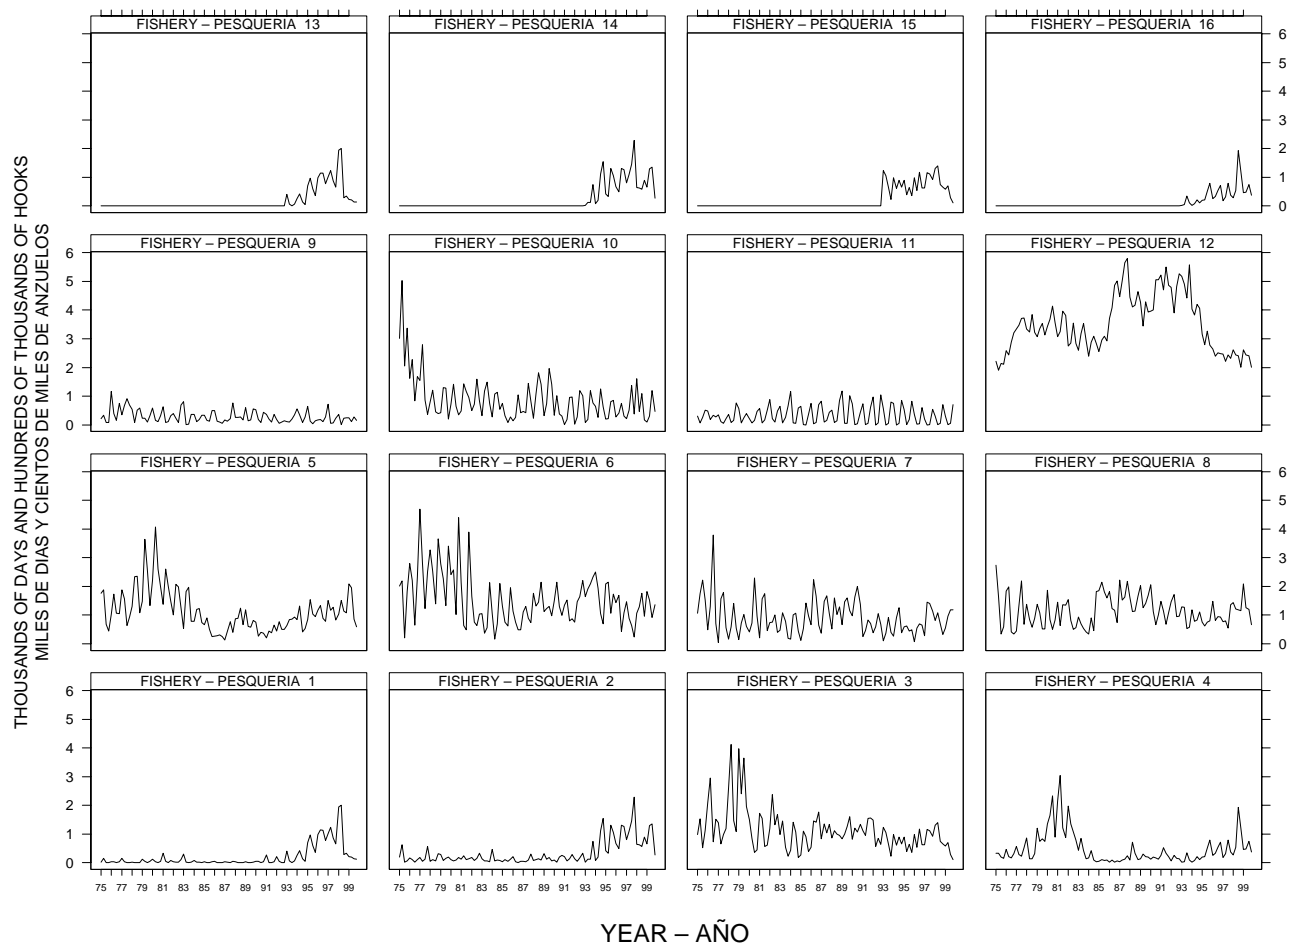 FISHERY – PESQUERIA 13
FISHERY – PESQUERIA 14
FISHERY – PESQUERIA 15
FISHERY – PESQUERIA 16
6
5
4
3
2
1
0
FISHERY – PESQUERIA 9
FISHERY – PESQUERIA 10
FISHERY – PESQUERIA 11
FISHERY – PESQUERIA 12
6
5
4
3
2
1
0
THOUSANDS OF DAYS AND HUNDREDS OF THOUSANDS OF HOOKS
MILES DE DIAS Y CIENTOS DE MILES DE ANZUELOS
FISHERY – PESQUERIA 5
FISHERY – PESQUERIA 6
FISHERY – PESQUERIA 7
FISHERY – PESQUERIA 8
6
5
4
3
2
1
0
FISHERY – PESQUERIA 1
FISHERY – PESQUERIA 2
FISHERY – PESQUERIA 3
FISHERY – PESQUERIA 4
6
5
4
3
2
1
0
75 77 79 81 83 85 87 89 91 93 95 97 99
75 77 79 81 83 85 87 89 91 93 95 97 99
75 77 79 81 83 85 87 89 91 93 95 97 99
75 77 79 81 83 85 87 89 91 93 95 97 99
YEAR – AÑO